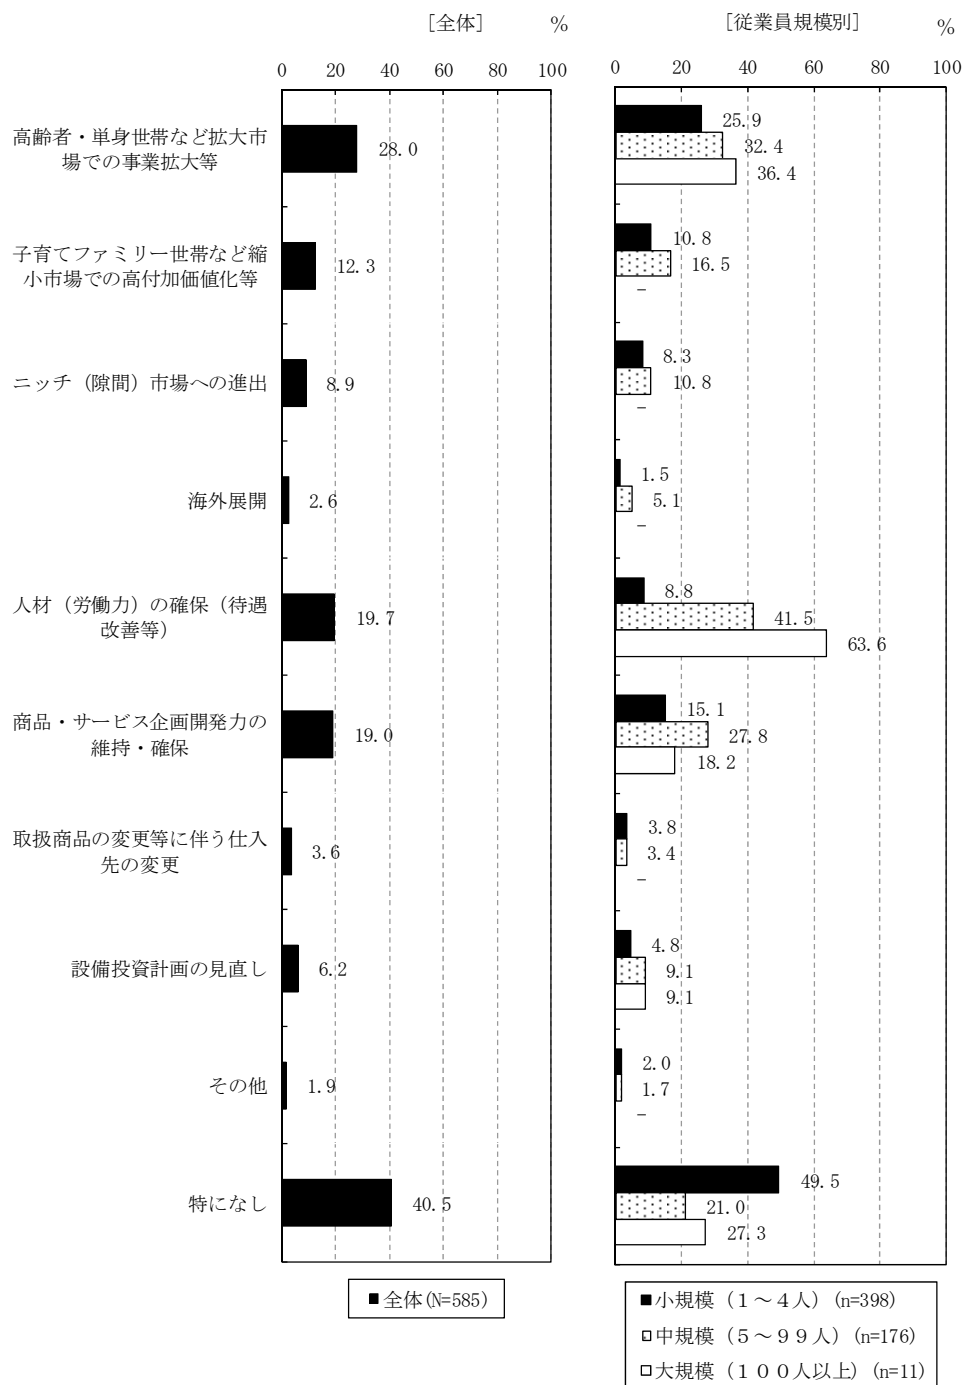 ［全体］
%
0 20 40 60 80 100
高齢者・単身世帯など拡大市
場での事業拡大等
28.0
子育てファミリー世帯など縮
小市場での高付加価値化等
12.3
ニッチ（隙間）市場への進出
8.9
海外展開
2.6
人材（労働力）の確保（待遇
改善等）
19.7
商品・サービス企画開発力の
維持・確保
19.0
取扱商品の変更等に伴う仕入
先の変更
3.6
設備投資計画の見直し
6.2
その他
1.9
特になし
40.5
■全体(N=585)
［従業員規模別］
%
0 20 40 60 80 100
25.9
32.4
36.4
10.8
16.5
–
8.3
10.8
–
1.5
5.1
–
8.8
41.5
63.6
15.1
27.8
18.2
3.8
3.4
–
4.8
9.1
9.1
2.0
1.7
–
49.5
21.0
27.3
■小規模（１～４人）(n=398)
□中規模（５～９９人）(n=176)
□大規模（１００人以上）(n=11)